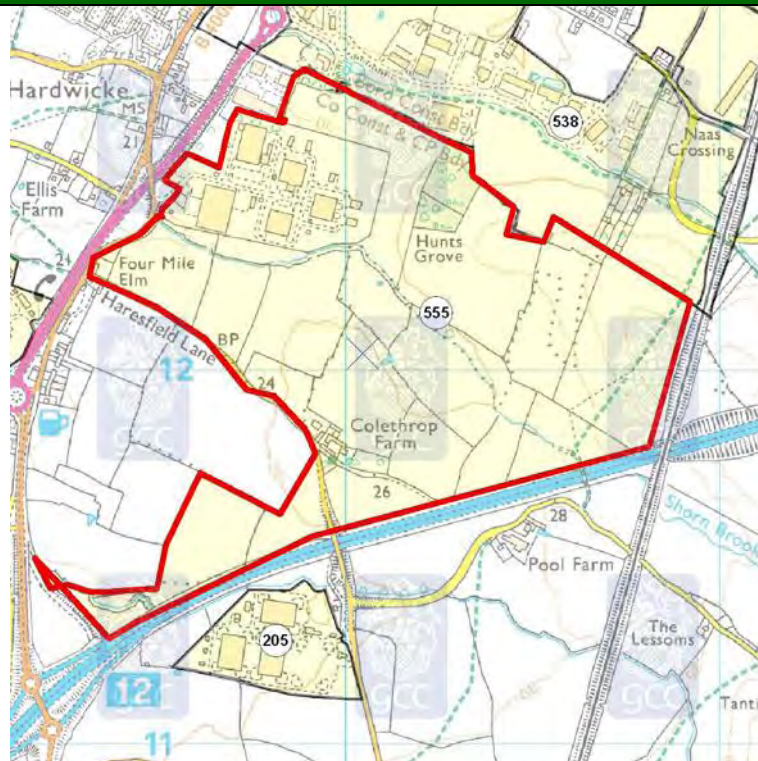 B 4008
Hardwicke
MS
21
Ellis
Farm
21
Four Mile
Elm
Haresfield Lane
BP
24
12
Boro Const Bdy
Co Const & CP Bdy
538
Naas
Crossing
Hunts
Grove
555
Colethrop
Farm
26
28
Pool Farm
Shorn Brook
The
Lessoms
205
12
11
GCC
GCC
GCC
GCC
GCC